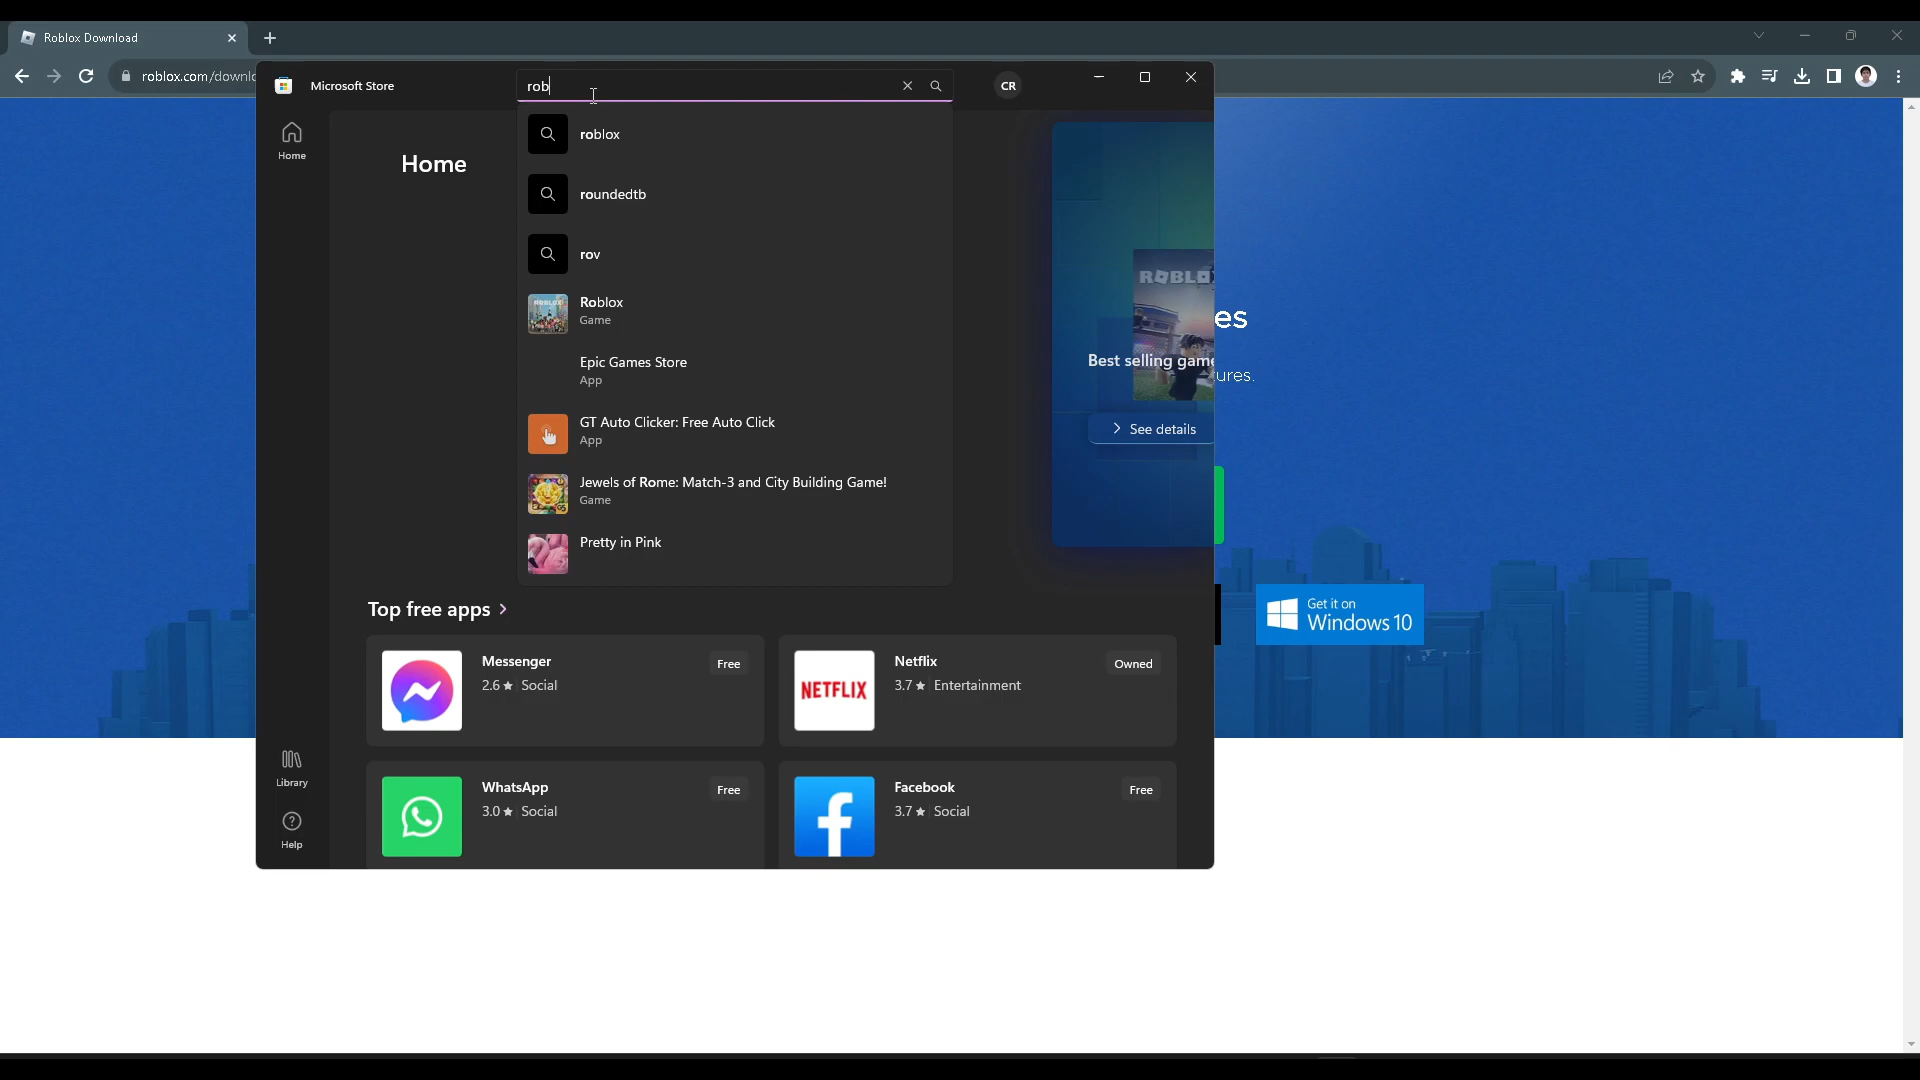 Roblox Download
roblox.com/downlo
Microsoft Store
rob
CR
Home
Home
roblox
roundedtb
rov
Roblox
Game
Epic Games Store
App
GT Auto Clicker: Free Auto Click
App
Jewels of Rome: Match-3 and City Building Game!
Game
Pretty in Pink
ROBLO
Best selling game
See details
es
ures.
Get it on
Windows 10
Top free apps
Messenger
Free
2.6 ★ Social
NETFLIX
Netflix
Owned
3.7 ★ Entertainment
WhatsApp
Free
3.0 ★ Social
Facebook
Free
3.7 ★ Social
Library
Help